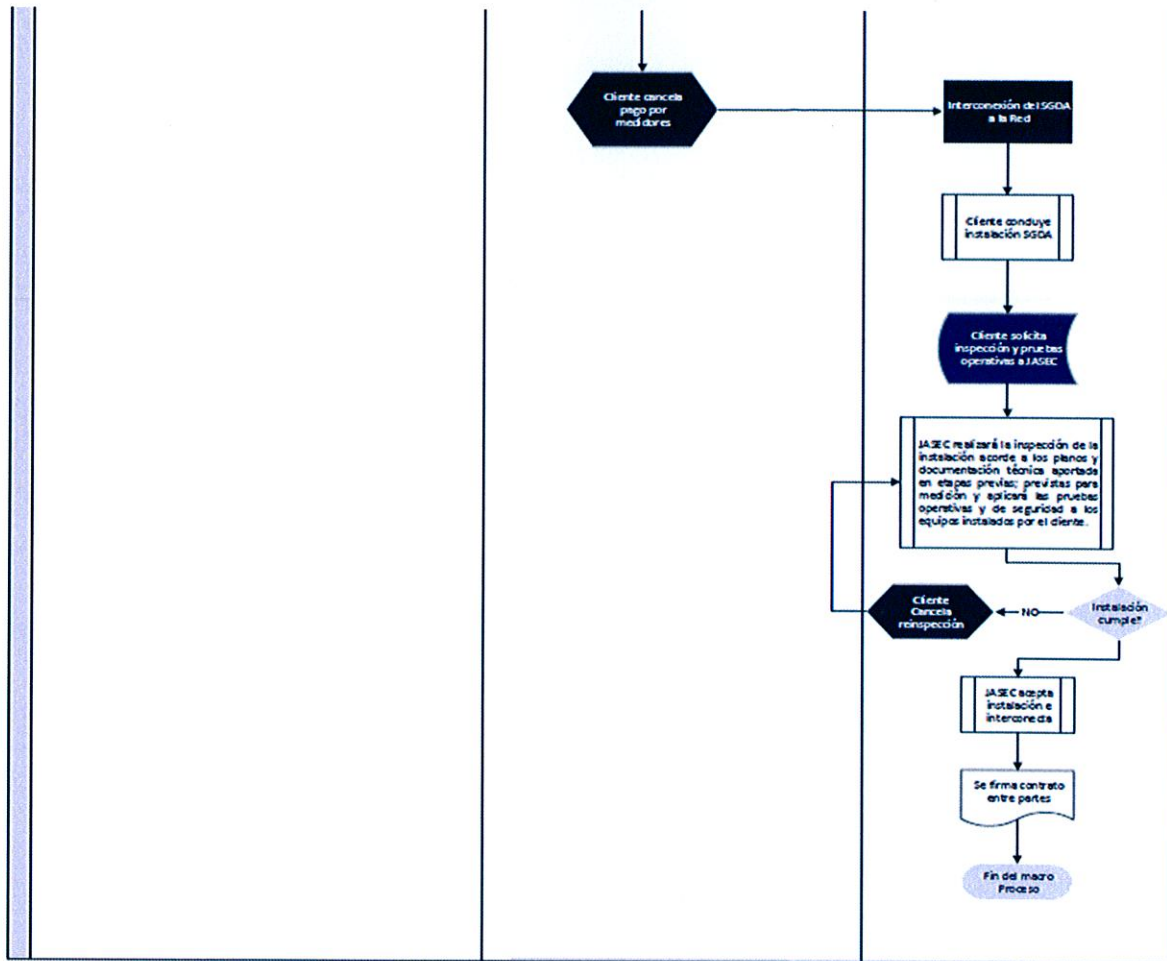 Cliente cancela
pago por
medidores
Interconexión del SGDA
a la Red
Cliente concluye
instalación SGDA
Cliente solicita
inspección y pruebas
operativas a JASEC
JASEC realizará la inspección de la
instalación acorde a los planos y
documentación técnica aportada
en etapas previas; previstas para
medición y aplicará las pruebas
operativas y de seguridad a los
equipos instalados por el cliente.
Cliente
Cancela
reinspección
NO
Instalación
cumple?
JASEC acepta
instalación e
interconecta
Se firma contrato
entre partes
Fin del macro
Proceso